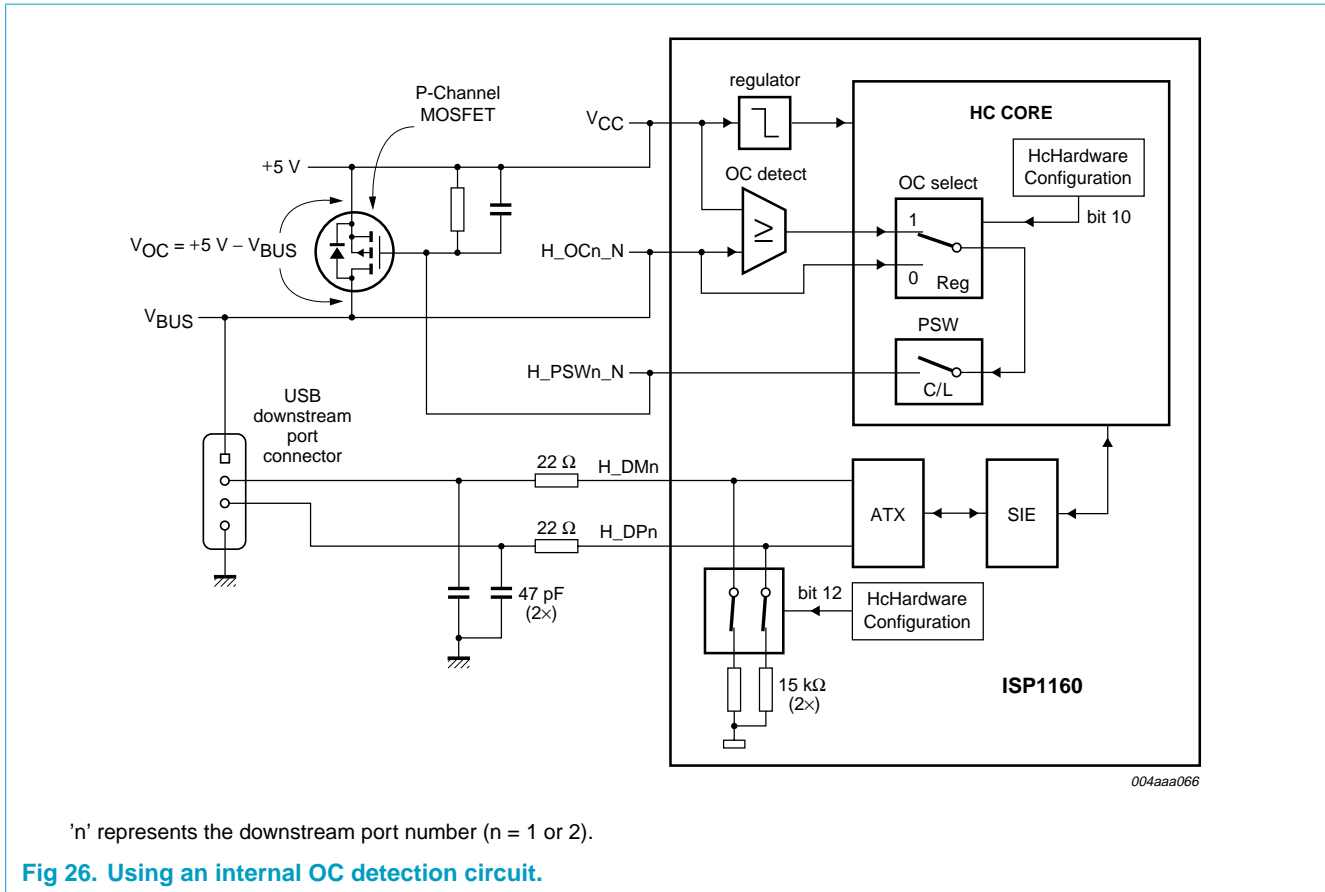 P-Channel
MOSFET
regulator
VCC
HC CORE
HcHardware
Configuration
+5 V
OC detect
OC select
1
bit 10
≥
VOC = +5 V − VBUS
H_OCn_N
0
Reg
VBUS
PSW
H_PSWn_N
C/L
USB
downstream
port
connector
22 Ω
H_DMn
ATX
SIE
22 Ω
H_DPn
47 pF
(2×)
bit 12
HcHardware
Configuration
15 kΩ
(2×)
ISP1160
004aaa066
'n' represents the downstream port number (n = 1 or 2).
Fig 26. Using an internal OC detection circuit.